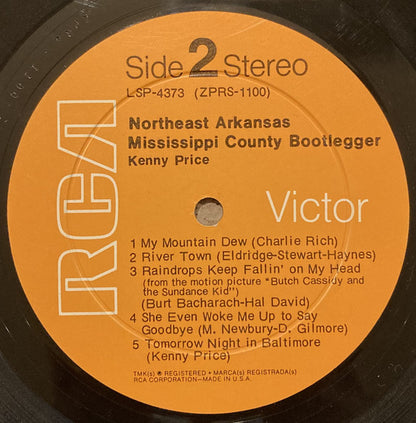 Side 2 Stereo
LSP-4373 (ZPRS-1100)
Northeast Arkansas
Mississippi County Bootlegger
Kenny Price
RCA
Victor
1 My Mountain Dew (Charlie Rich)
2 River Town (Eldridge-Stewart-Haynes)
3 Raindrops Keep Fallin' on My Head
(from the motion picture "Butch Cassidy and
the Sundance Kid")
(Burt Bacharach-Hal David)
4 She Even Woke Me Up to Say
Goodbye (M. Newbury-D. Gilmore)
5 Tomorrow Night in Baltimore
(Kenny Price)
TMK(s) ® REGISTERED • MARCA(s) REGISTRADA(s)
RCA CORPORATION—MADE IN U.S.A.